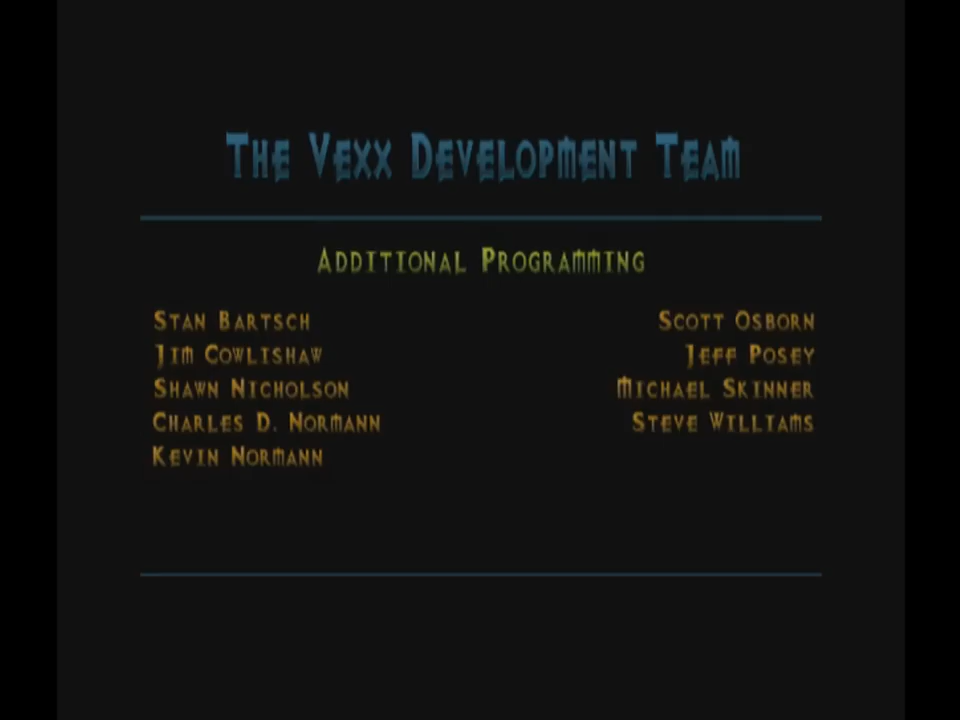 The Vexx Development Team
Additional Programming
Stan Bartsch Scott Osborn
Jim Cowlishaw Jeff Posey
Shawn Nicholson Michael Skinner
Charles D. Normann Steve Williams
Kevin Normann